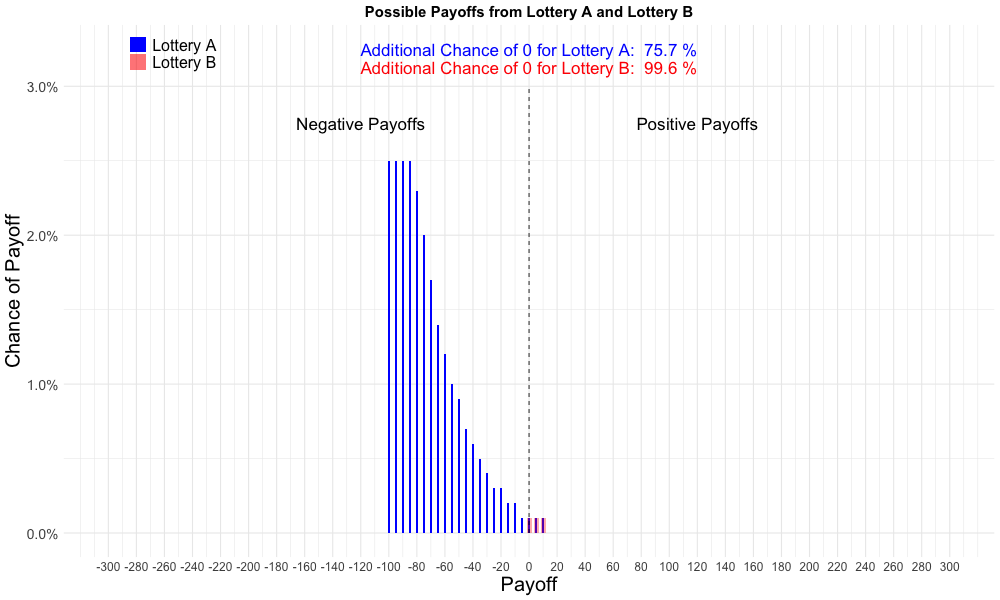 Possible Payoffs from Lottery A and Lottery B
Lottery A
Lottery B
Additional Chance of 0 for Lottery A: 75.7 %
Additional Chance of 0 for Lottery B: 99.6 %
Negative Payoffs
Positive Payoffs
Chance of Payoff
3.0%
2.0%
1.0%
0.0%
-300 -280 -260 -240 -220 -200 -180 -160 -140 -120 -100 -80 -60 -40 -20 0 20 40 60 80 100 120 140 160 180 200 220 240 260 280 300
Payoff